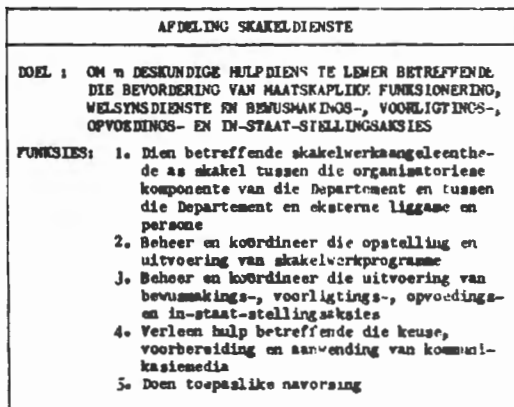 AFDELING SKAKELDIENSTE
DOEL : OM 'n DESKUNDIGE HULPDIENS TE LEWER BETREFFENDE
DIE BEVORDERING VAN MAATSKAPLIKE FUNKSIONERING,
WELSYNSDIENSTE EN BEWUSMAKINGS-, VOORLIGTINGS-,
OPVOEDINGS- EN IN-STAAT-STELLINGSAKSIES
FUNKSIES: 1. Dien betreffende skakelwerkaangeleenthe-
de as skakel tussen die organisatoriese
komponente van die Departement en tussen
die Departement en eksterne liggame en
persone
2. Beheer en koördineer die opstelling en
uitvoering van skakelwerkprogramme
3. Beheer en koördineer die uitvoering van
bewusmakings-, voorligtings-, opvoedings-
en in-staat-stellingsaksies
4. Verleen hulp betreffende die keuse,
voorbereiding en aanwending van kommuni-
kasiemedia
5. Doen toepaslike navorsing